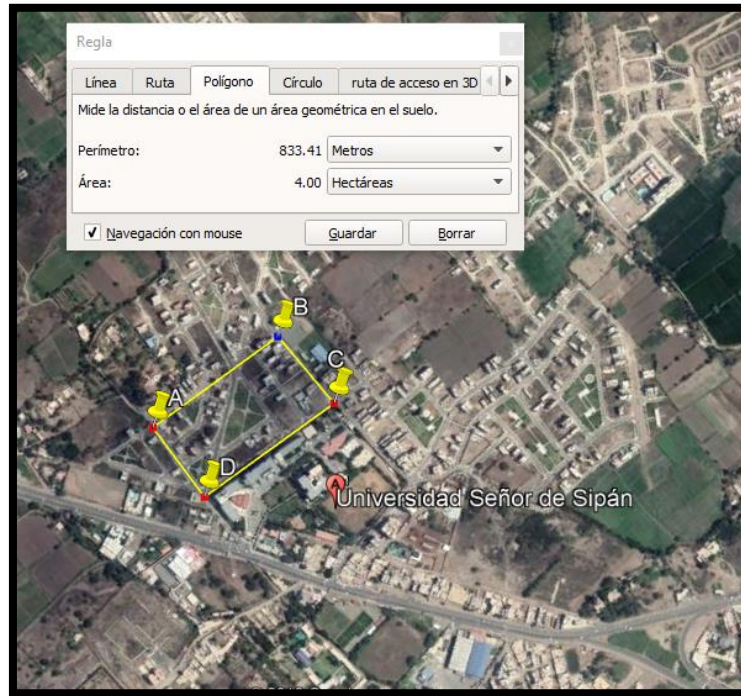 Regla
Línea Ruta Polígono Círculo ruta de acceso en 3D
Mide la distancia o el área de un área geométrica en el suelo.
Perímetro: 833.41 Metros
Área: 4.00 Hectáreas
Navegación con mouse Guardar Borrar
B
C
A
D
A
Universidad Señor de Sipán